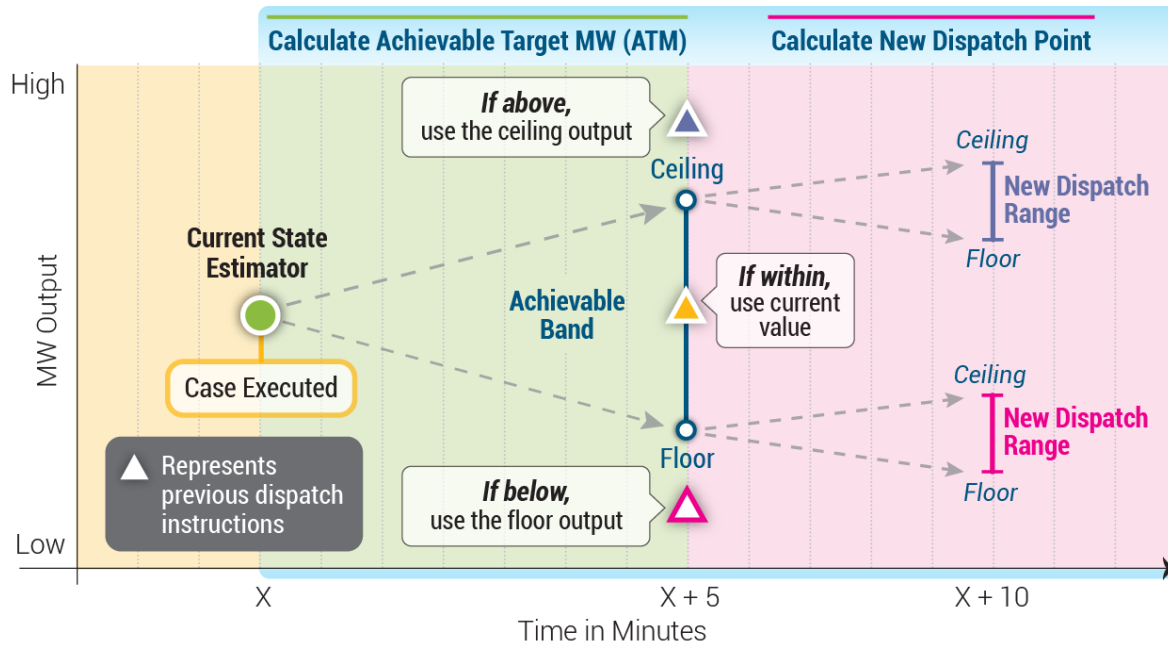 Calculate Achievable Target MW (ATM)
Calculate New Dispatch Point
High
If above,
use the ceiling output
Ceiling
Ceiling
New Dispatch
Range
Floor
Current State
Estimator
MW Output
Achievable
Band
If within,
use current
value
Case Executed
Ceiling
New Dispatch
Range
Floor
Floor
Represents
previous dispatch
instructions
If below,
use the floor output
Low
X
X + 5
X + 10
Time in Minutes